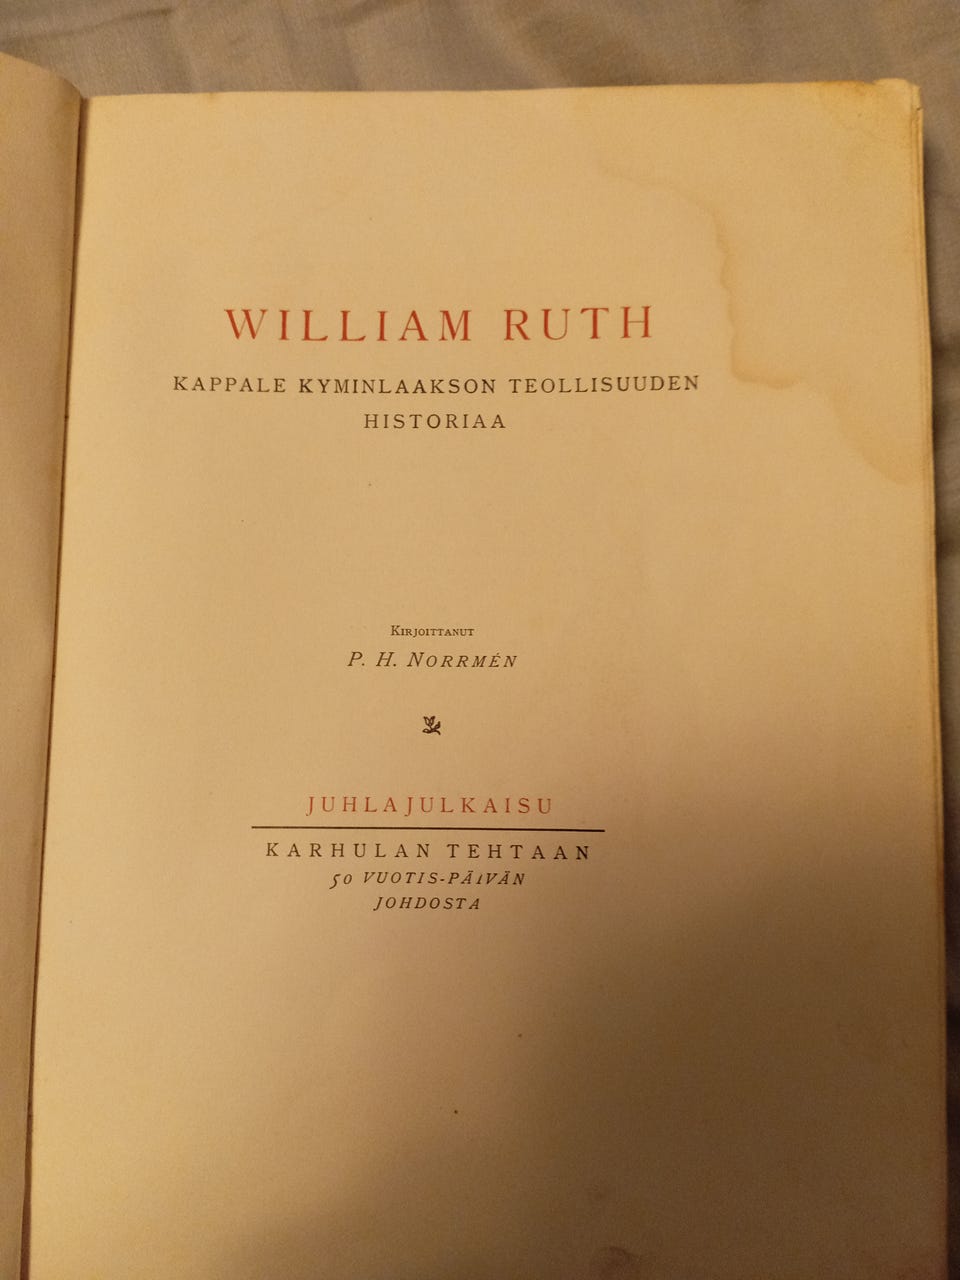 WILLIAM RUTH
KAPPALE KYMINLAAKSON TEOLLISUUDEN
HISTORIAA
KIRJOITTANUT
P. H. NORRMÉN
JUHLAJULKAISU
KARHULAN TEHTAAN
50 VUOTIS-PÄIVÄN
JOHDOSTA